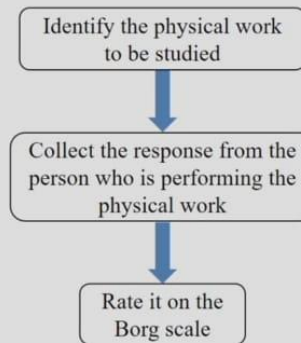 Identify the physical work
to be studied
Collect the response from the
person who is performing the
physical work
Rate it on the
Borg scale